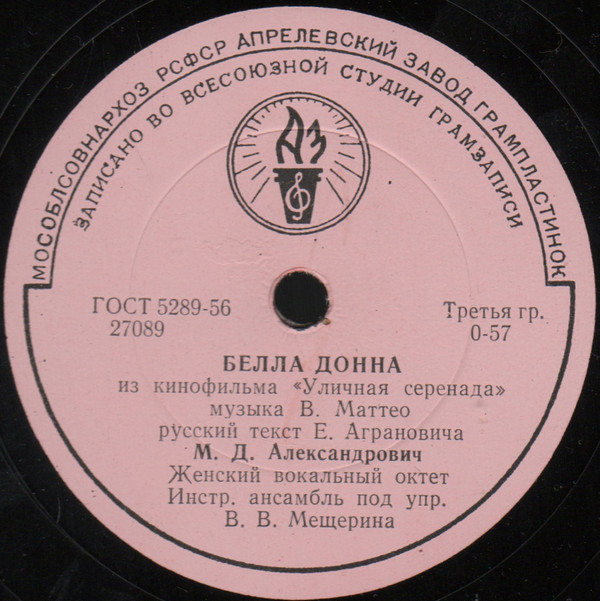 МОСОБЛСОВНАРХОЗ РСФСР АПРЕЛЕВСКИЙ ЗАВОД ГРАМПЛАСТИНОК
ЗАПИСАНО ВО ВСЕСОЮЗНОЙ СТУДИИ ГРАМЗАПИСИ
АЗ
ГОСТ 5289-56
27089
Третья гр.
0-57
БЕЛЛА ДОННА
из кинофильма «Уличная серенада»
музыка В. Маттео
русский текст Е. Аграновича
М. Д. Александрович
Женский вокальный октет
Инстр. ансамбль под упр.
В. В. Мещерина